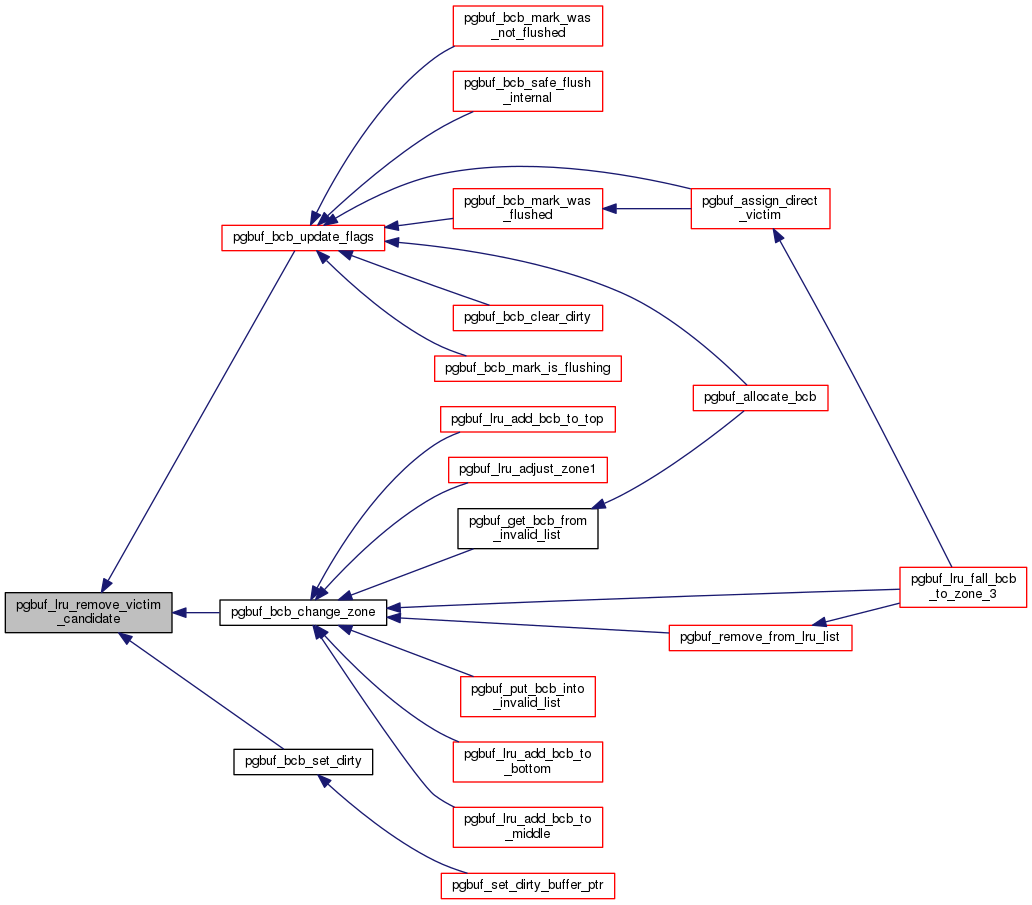 pgbuf_bcb_mark_was
_not_flushed
pgbuf_bcb_safe_flush
_internal
pgbuf_bcb_mark_was
_flushed
pgbuf_assign_direct
_victim
pgbuf_bcb_update_flags
pgbuf_bcb_clear_dirty
pgbuf_bcb_mark_is_flushing
pgbuf_allocate_bcb
pgbuf_lru_add_bcb_to_top
pgbuf_lru_adjust_zone1
pgbuf_get_bcb_from
_invalid_list
pgbuf_lru_fall_bcb
_to_zone_3
pgbuf_lru_remove_victim
_candidate
pgbuf_bcb_change_zone
pgbuf_remove_from_lru_list
pgbuf_put_bcb_into
_invalid_list
pgbuf_lru_add_bcb_to
_bottom
pgbuf_bcb_set_dirty
pgbuf_lru_add_bcb_to
_middle
pgbuf_set_dirty_buffer_ptr